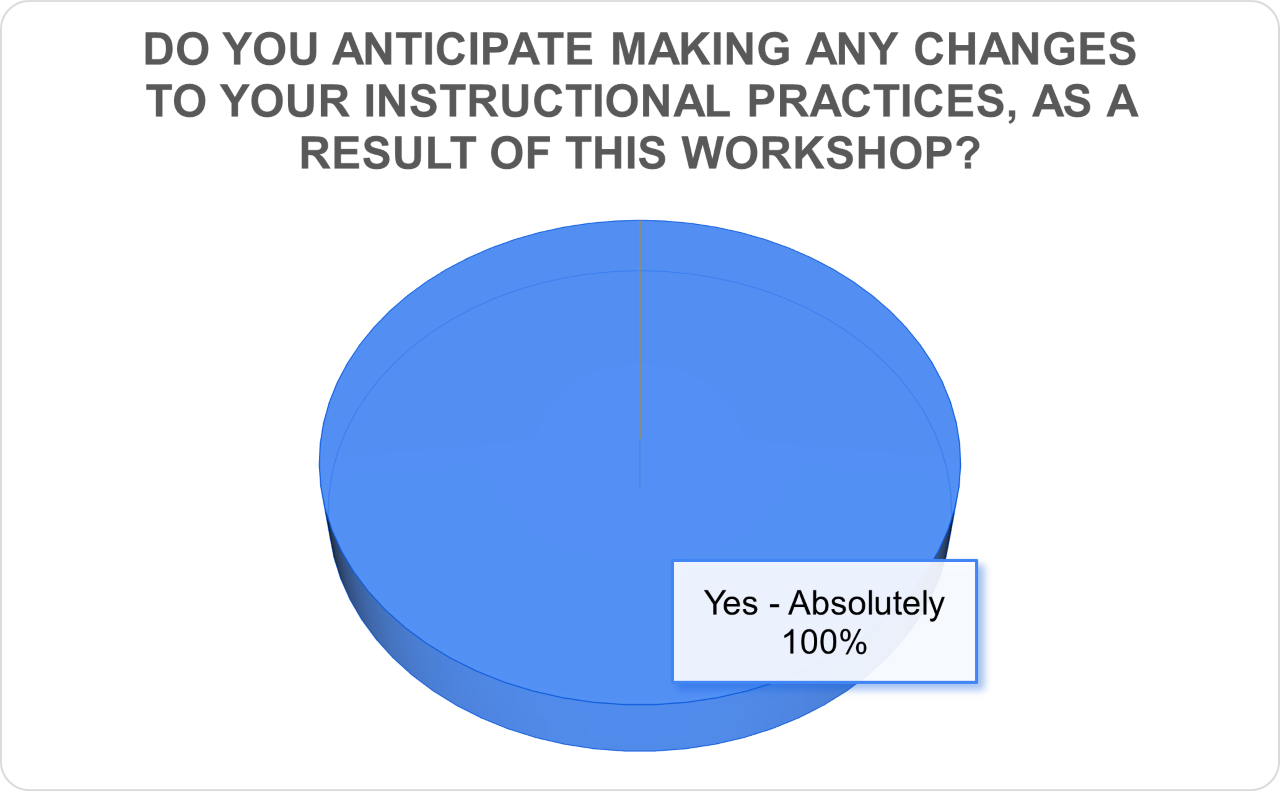 DO YOU ANTICIPATE MAKING ANY CHANGES
TO YOUR INSTRUCTIONAL PRACTICES, AS A
RESULT OF THIS WORKSHOP?
Yes - Absolutely
100%